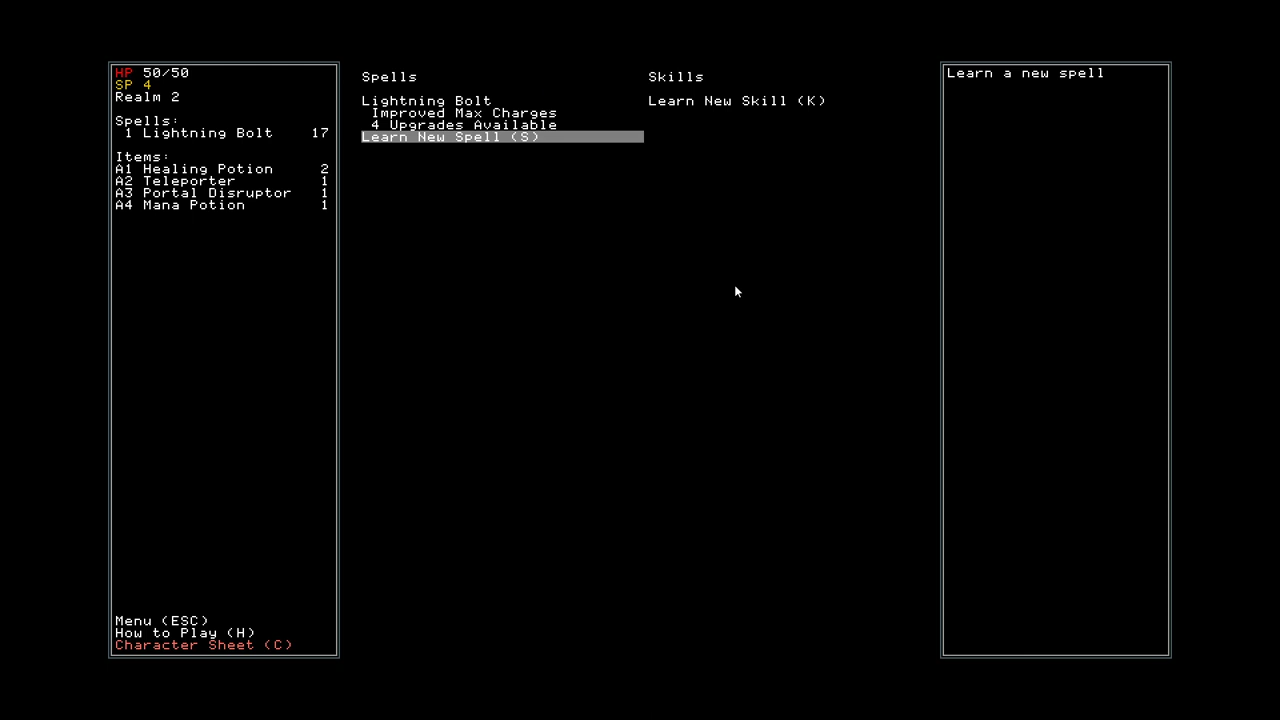 HP 50/50
SP 4
Realm 2
Spells:
1 Lightning Bolt 17
Items:
A1 Healing Potion 2
A2 Teleporter 1
A3 Portal Disruptor 1
A4 Mana Potion 1
Menu (ESC)
How to Play (H)
Character Sheet (C)
Spells
Lightning Bolt
Improved Max Charges
4 Upgrades Available
Learn New Spell (S)
Skills
Learn New Skill (K)
Learn a new spell